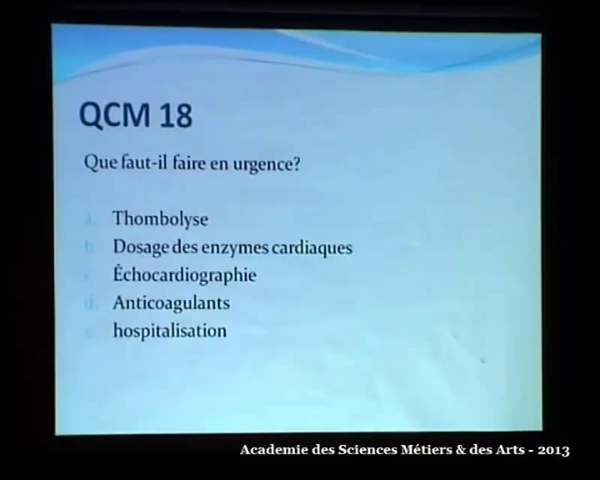 QCM 18
Que faut-il faire en urgence?
a. Thombolyse
b. Dosage des enzymes cardiaques
c. Échocardiographie
d. Anticoagulants
e. hospitalisation
Academie des Sciences Métiers & des Arts - 2013